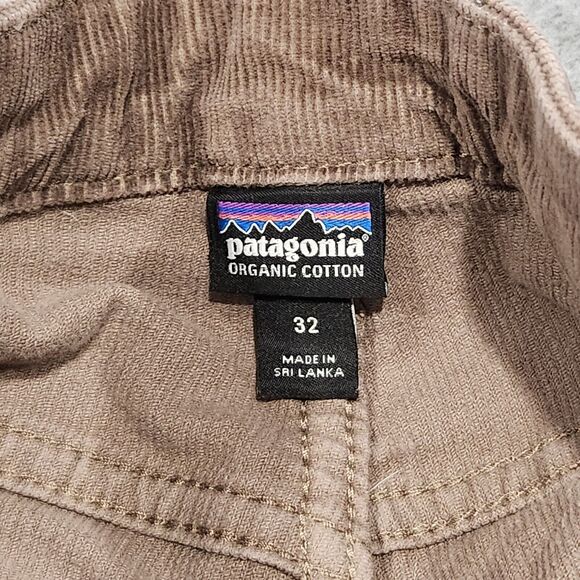 patagonia®
ORGANIC COTTON
32
MADE IN
SRI LANKA